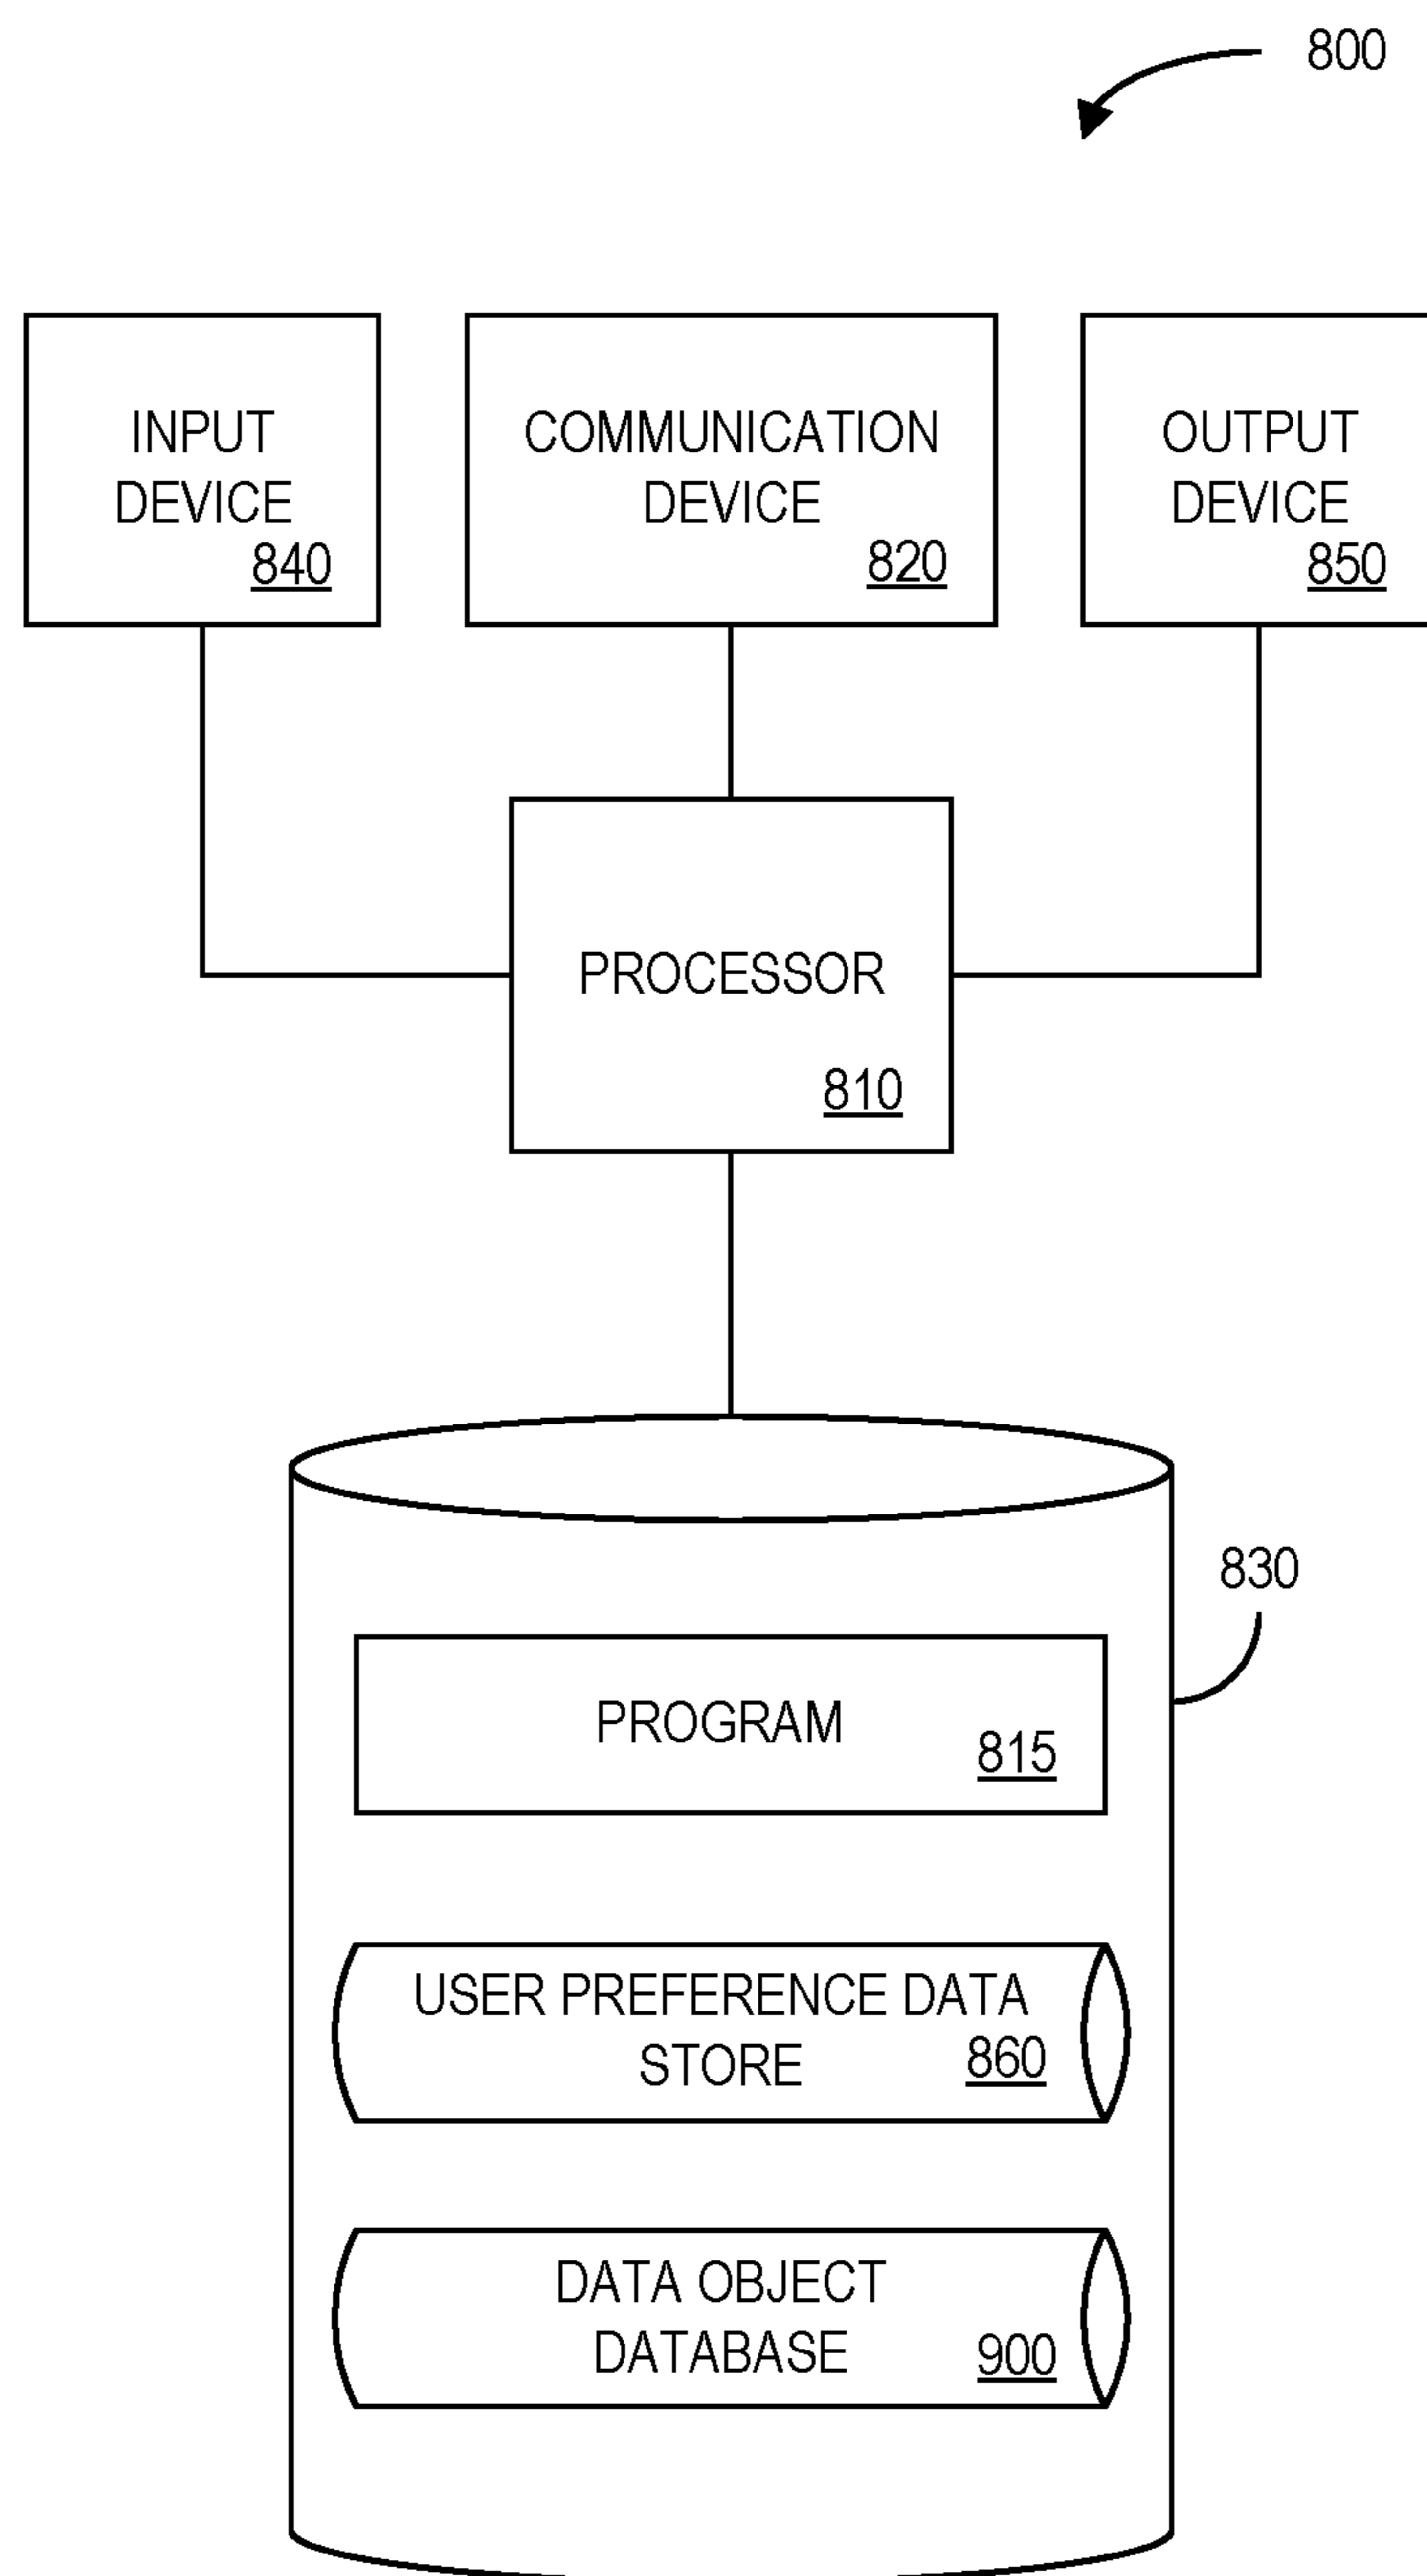 800
INPUT
DEVICE
840
COMMUNICATION
DEVICE
820
OUTPUT
DEVICE
850
PROCESSOR
810
830
PROGRAM
815
USER PREFERENCE DATA
STORE
860
DATA OBJECT
DATABASE
900